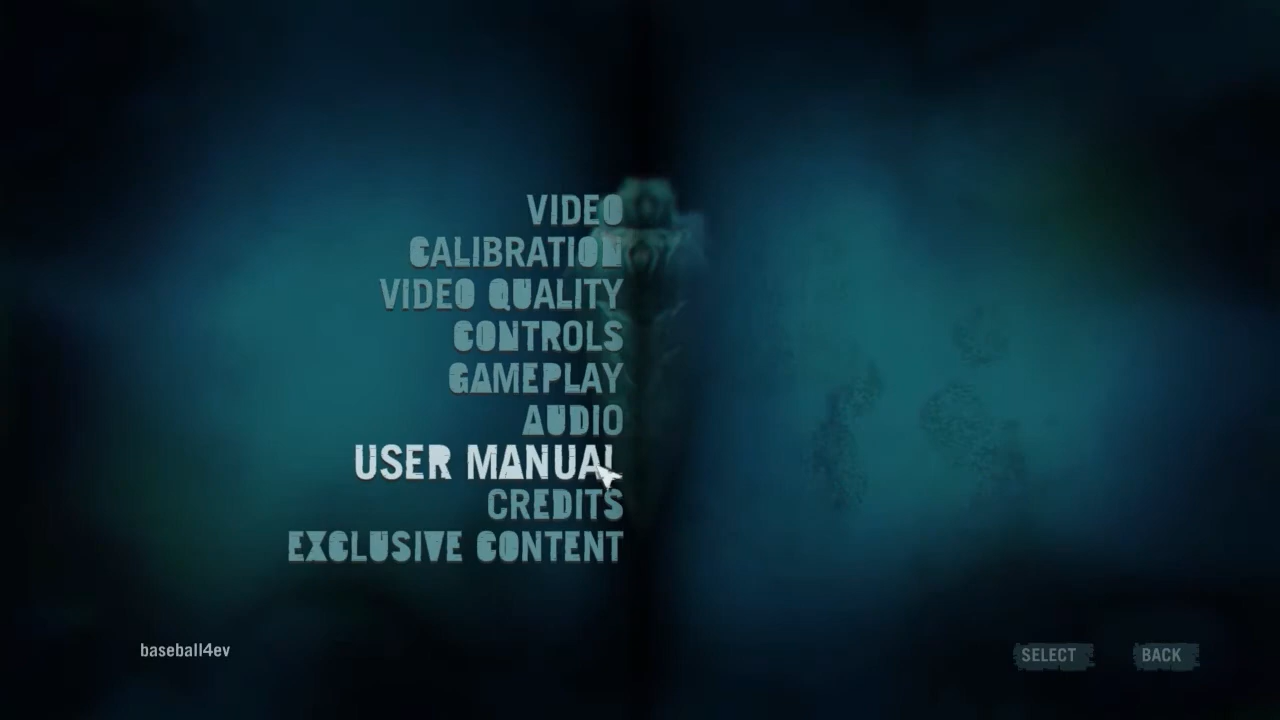 VIDEO
CALIBRATION
VIDEO QUALITY
CONTROLS
GAMEPLAY
AUDIO
USER MANUAL
CREDITS
EXCLUSIVE CONTENT
baseball4ev
SELECT
BACK